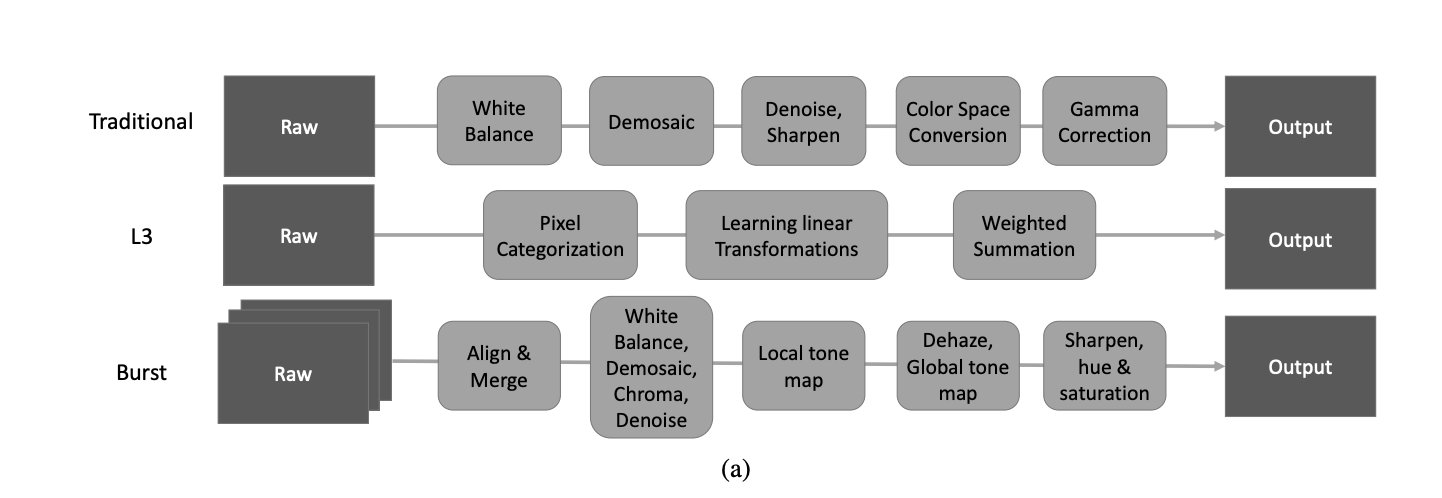 Traditional
Raw
White
Balance
Demosaic
Denoise,
Sharpen
Color Space
Conversion
Gamma
Correction
Output
L3
Raw
Pixel
Categorization
Learning linear
Transformations
Weighted
Summation
Output
Burst
Raw
Align &
Merge
White
Balance,
Demosaic,
Chroma,
Denoise
Local tone
map
Dehaze,
Global tone
map
Sharpen,
hue &
saturation
Output
(a)